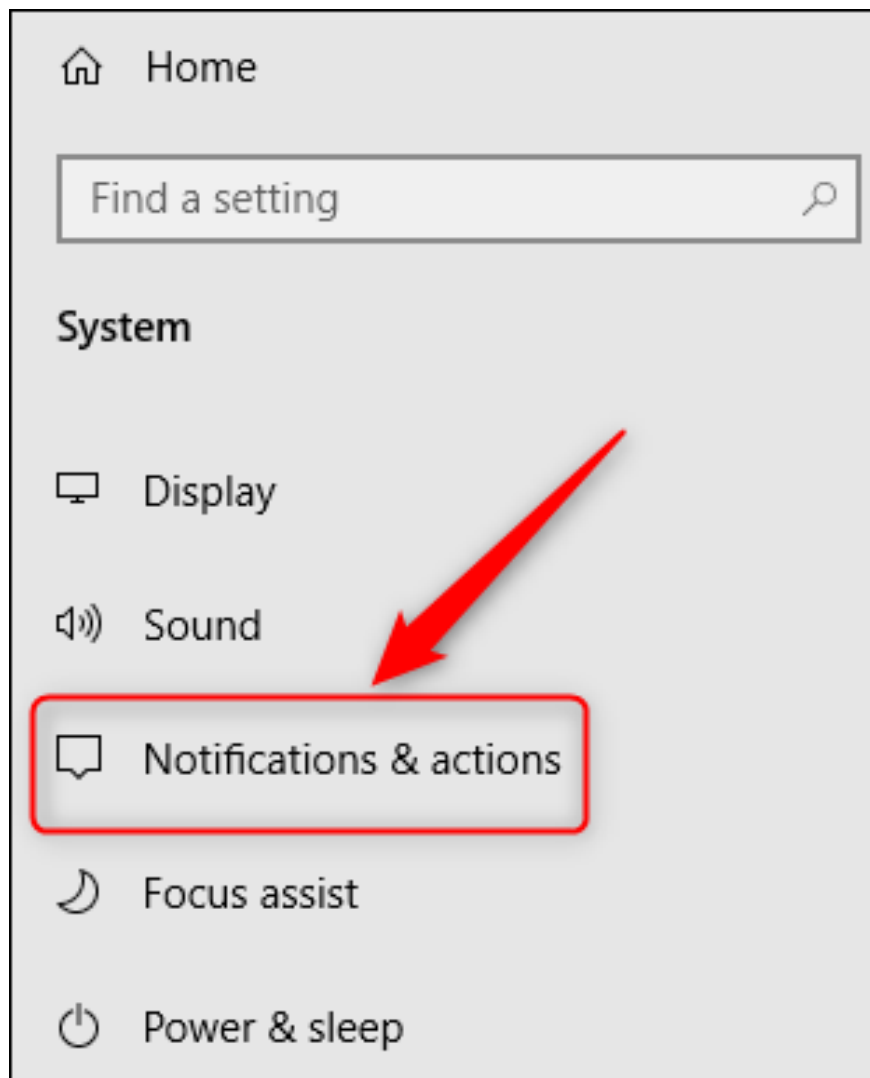 Home
Find a setting
System
Display
Sound
Notifications & actions
Focus assist
Power & sleep